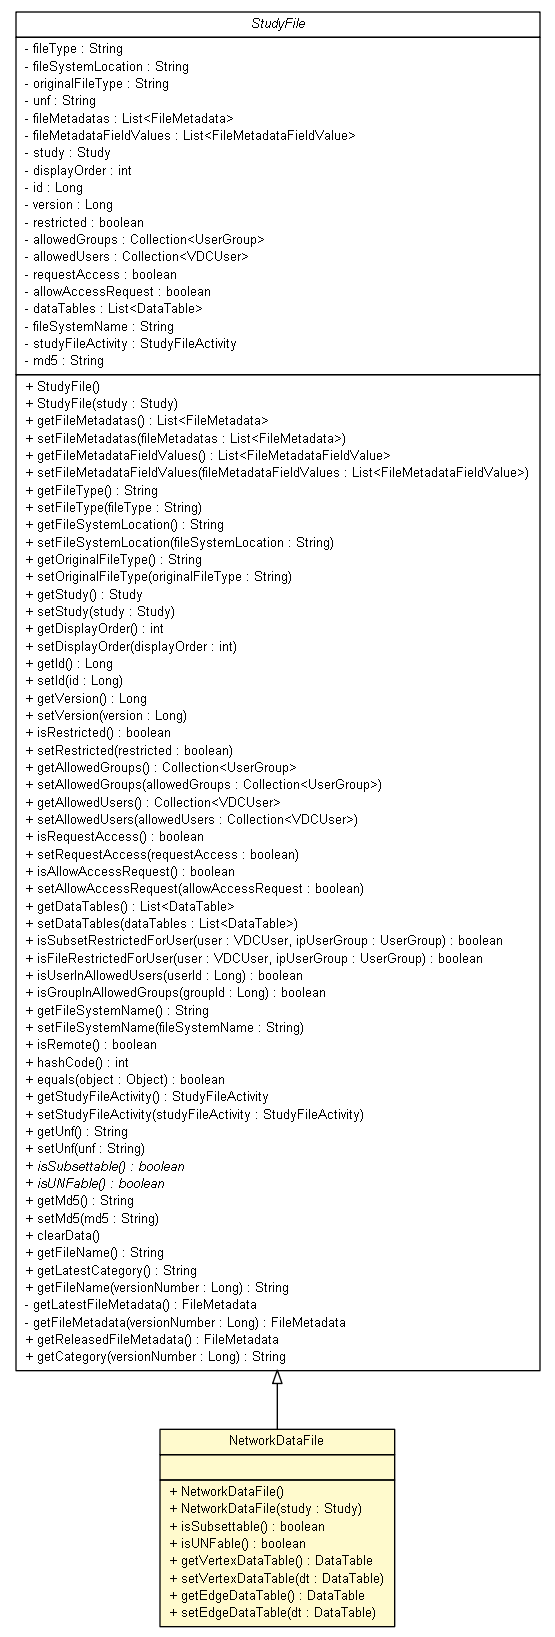 StudyFile
- fileType : String
- fileSystemLocation : String
- originalFileType : String
- unf : String
- fileMetadatas : List<FileMetadata>
- fileMetadataFieldValues : List<FileMetadataFieldValue>
- study : Study
- displayOrder : int
- id : Long
- version : Long
- restricted : boolean
- allowedGroups : Collection<UserGroup>
- allowedUsers : Collection<VDCUser>
- requestAccess : boolean
- allowAccessRequest : boolean
- dataTables : List<DataTable>
- fileSystemName : String
- studyFileActivity : StudyFileActivity
- md5 : String
+ StudyFile()
+ StudyFile(study : Study)
+ getFileMetadatas() : List<FileMetadata>
+ setFileMetadatas(fileMetadatas : List<FileMetadata>)
+ getFileMetadataFieldValues() : List<FileMetadataFieldValue>
+ setFileMetadataFieldValues(fileMetadataFieldValues : List<FileMetadataFieldValue>)
+ getFileType() : String
+ setFileType(fileType : String)
+ getFileSystemLocation() : String
+ setFileSystemLocation(fileSystemLocation : String)
+ getOriginalFileType() : String
+ setOriginalFileType(originalFileType : String)
+ getStudy() : Study
+ setStudy(study : Study)
+ getDisplayOrder() : int
+ setDisplayOrder(displayOrder : int)
+ getId() : Long
+ setId(id : Long)
+ getVersion() : Long
+ setVersion(version : Long)
+ isRestricted() : boolean
+ setRestricted(restricted : boolean)
+ getAllowedGroups() : Collection<UserGroup>
+ setAllowedGroups(allowedGroups : Collection<UserGroup>)
+ getAllowedUsers() : Collection<VDCUser>
+ setAllowedUsers(allowedUsers : Collection<VDCUser>)
+ isRequestAccess() : boolean
+ setRequestAccess(requestAccess : boolean)
+ isAllowAccessRequest() : boolean
+ setAllowAccessRequest(allowAccessRequest : boolean)
+ getDataTables() : List<DataTable>
+ setDataTables(dataTables : List<DataTable>)
+ isSubsetRestrictedForUser(user : VDCUser, ipUserGroup : UserGroup) : boolean
+ isFileRestrictedForUser(user : VDCUser, ipUserGroup : UserGroup) : boolean
+ isUserInAllowedUsers(userId : Long) : boolean
+ isGroupInAllowedGroups(groupId : Long) : boolean
+ getFileSystemName() : String
+ setFileSystemName(fileSystemName : String)
+ isRemote() : boolean
+ hashCode() : int
+ equals(object : Object) : boolean
+ getStudyFileActivity() : StudyFileActivity
+ setStudyFileActivity(studyFileActivity : StudyFileActivity)
+ getUnf() : String
+ setUnf(unf : String)
+ isSubsettable() : boolean
+ isUNFable() : boolean
+ getMd5() : String
+ setMd5(md5 : String)
+ clearData()
+ getFileName() : String
+ getLatestCategory() : String
+ getFileName(versionNumber : Long) : String
- getLatestFileMetadata() : FileMetadata
- getFileMetadata(versionNumber : Long) : FileMetadata
+ getReleasedFileMetadata() : FileMetadata
+ getCategory(versionNumber : Long) : String
NetworkDataFile
+ NetworkDataFile()
+ NetworkDataFile(study : Study)
+ isSubsettable() : boolean
+ isUNFable() : boolean
+ getVertexDataTable() : DataTable
+ setVertexDataTable(dt : DataTable)
+ getEdgeDataTable() : DataTable
+ setEdgeDataTable(dt : DataTable)